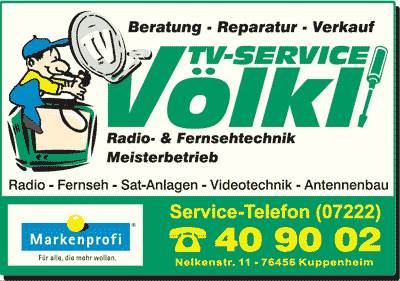 Beratung - Reparatur - Verkauf
TV-SERVICE
Völkl
Radio- & Fernsehtechnik
Meisterbetrieb
Radio - Fernseh - Sat-Anlagen - Videotechnik - Antennenbau
Service-Telefon (07222)
☎ 40 90 02
Nelkenstr. 11 - 76456 Kuppenheim
Markenprofi ®
Für alle, die mehr wollen.